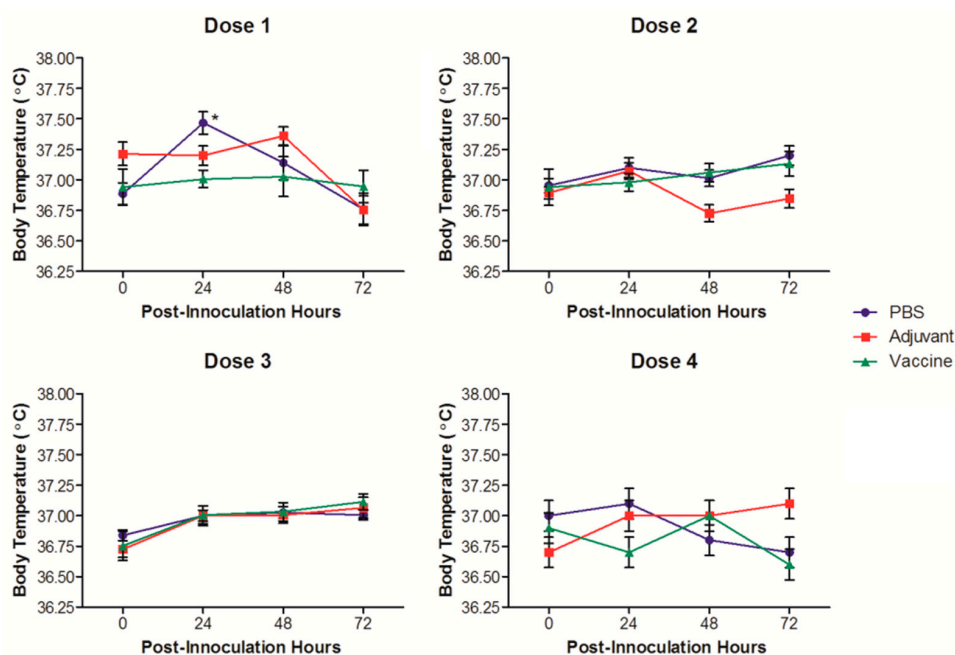 Dose 1
Body Temperature (°C)
38.00
37.75
37.50
37.25
37.00
36.75
36.50
36.25
*
0 24 48 72
Post-Innoculation Hours
Dose 2
Body Temperature (°C)
38.00
37.75
37.50
37.25
37.00
36.75
36.50
36.25
0 24 48 72
Post-Innoculation Hours
PBS
Adjuvant
Vaccine
Dose 3
Body Temperature (°C)
38.00
37.75
37.50
37.25
37.00
36.75
36.50
36.25
0 24 48 72
Post-Innoculation Hours
Dose 4
Body Temperature (°C)
38.00
37.75
37.50
37.25
37.00
36.75
36.50
36.25
0 24 48 72
Post-Innoculation Hours